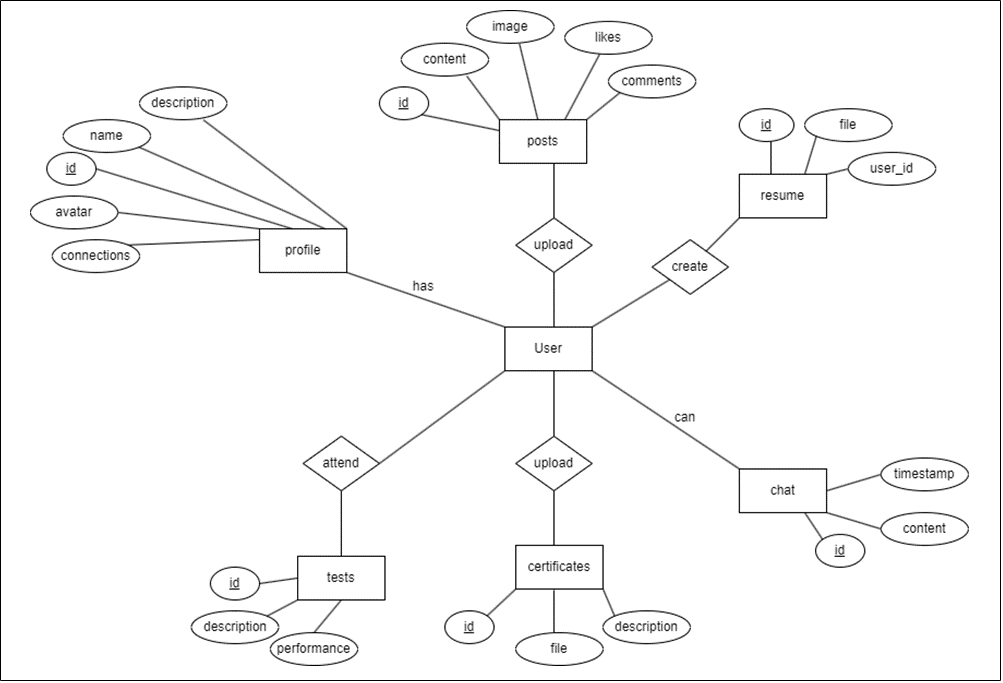 image
likes
content
comments
id
posts
description
name
id
avatar
connections
profile
id
file
user_id
resume
upload
create
has
User
can
attend
upload
chat
timestamp
content
id
tests
id
description
performance
certificates
id
file
description